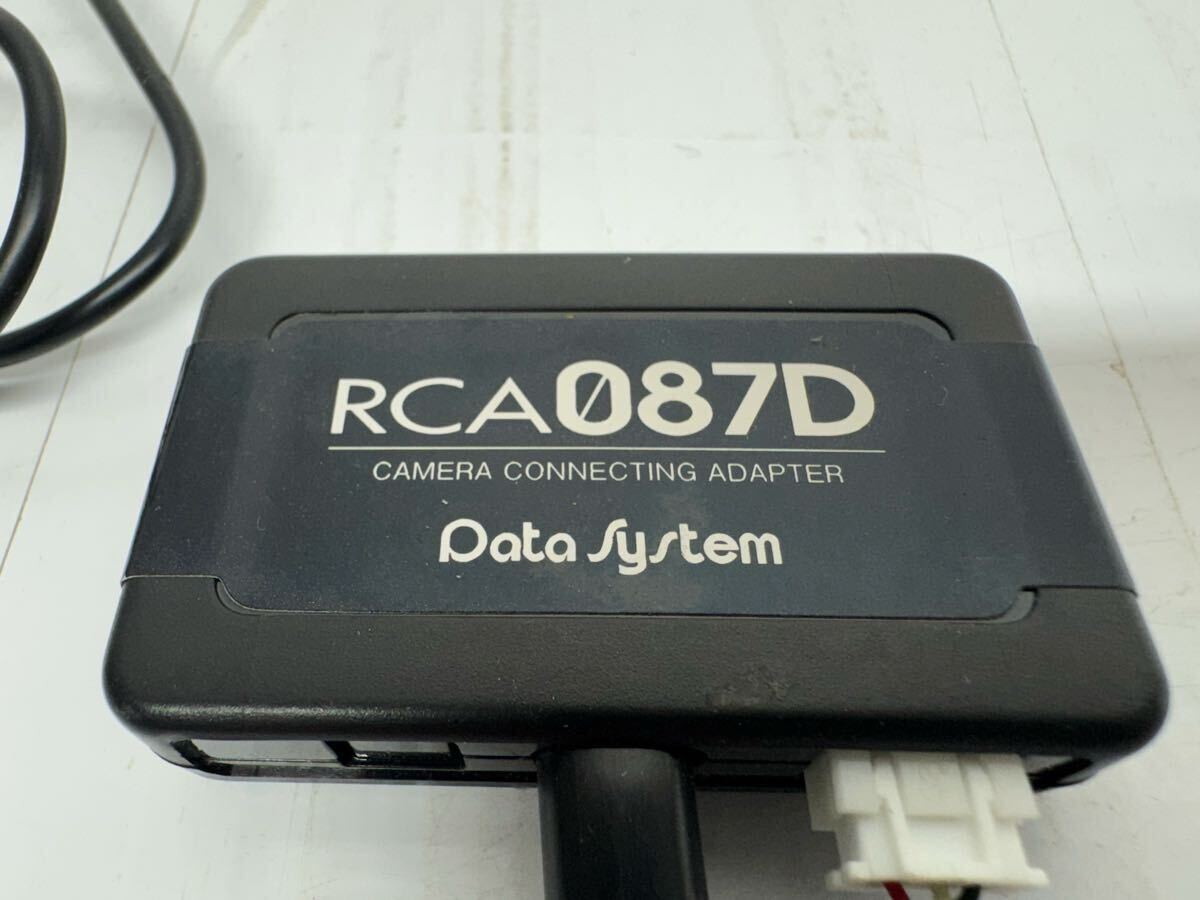 RCA087D
CAMERA CONNECTING ADAPTER
Data System